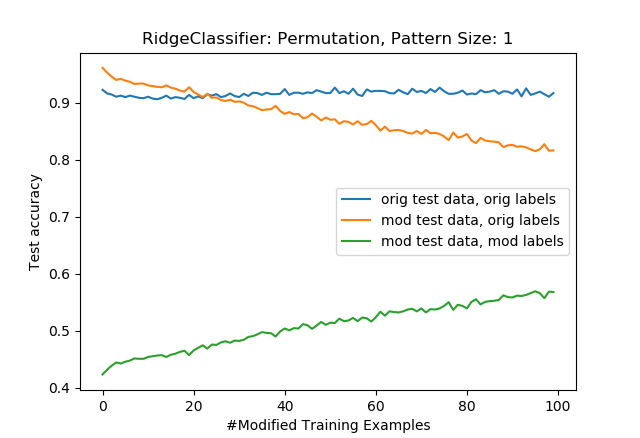 RidgeClassifier: Permutation, Pattern Size: 1
Test accuracy
0.9
0.8
0.7
0.6
0.5
0.4
orig test data, orig labels
mod test data, orig labels
mod test data, mod labels
0 20 40 60 80 100
#Modified Training Examples